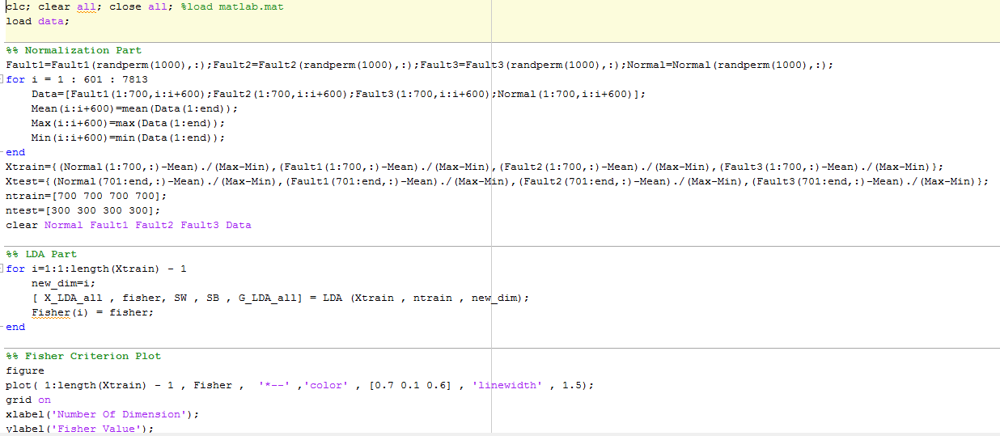 clc; clear all; close all; %load matlab.mat
load data;
%% Normalization Part
Fault1=Fault1(randperm(1000),:);Fault2=Fault2(randperm(1000),:);Fault3=Fault3(randperm(1000),:);Normal=Normal(randperm(1000),:);
for i = 1 : 601 : 7813
Data=[Fault1(1:700,i:i+600);Fault2(1:700,i:i+600);Fault3(1:700,i:i+600);Normal(1:700,i:i+600)];
Mean(i:i+600)=mean(Data(1:end));
Max(i:i+600)=max(Data(1:end));
Min(i:i+600)=min(Data(1:end));
end
Xtrain={(Normal(1:700,:)-Mean)./(Max-Min),(Fault1(1:700,:)-Mean)./(Max-Min),(Fault2(1:700,:)-Mean)./(Max-Min),(Fault3(1:700,:)-Mean)./(Max-Min)};
Xtest={(Normal(701:end,:)-Mean)./(Max-Min),(Fault1(701:end,:)-Mean)./(Max-Min),(Fault2(701:end,:)-Mean)./(Max-Min),(Fault3(701:end,:)-Mean)./(Max-Min)};
ntrain=[700 700 700 700];
ntest=[300 300 300 300];
clear Normal Fault1 Fault2 Fault3 Data
%% LDA Part
for i=1:1:length(Xtrain) - 1
new_dim=i;
[ X_LDA_all , fisher, SW , SB , G_LDA_all] = LDA (Xtrain , ntrain , new_dim);
Fisher(i) = fisher;
end
%% Fisher Criterion Plot
figure
plot( 1:length(Xtrain) - 1 , Fisher , '*--' ,'color' , [0.7 0.1 0.6] , 'linewidth' , 1.5);
grid on
xlabel('Number Of Dimension');
ylabel('Fisher Value');